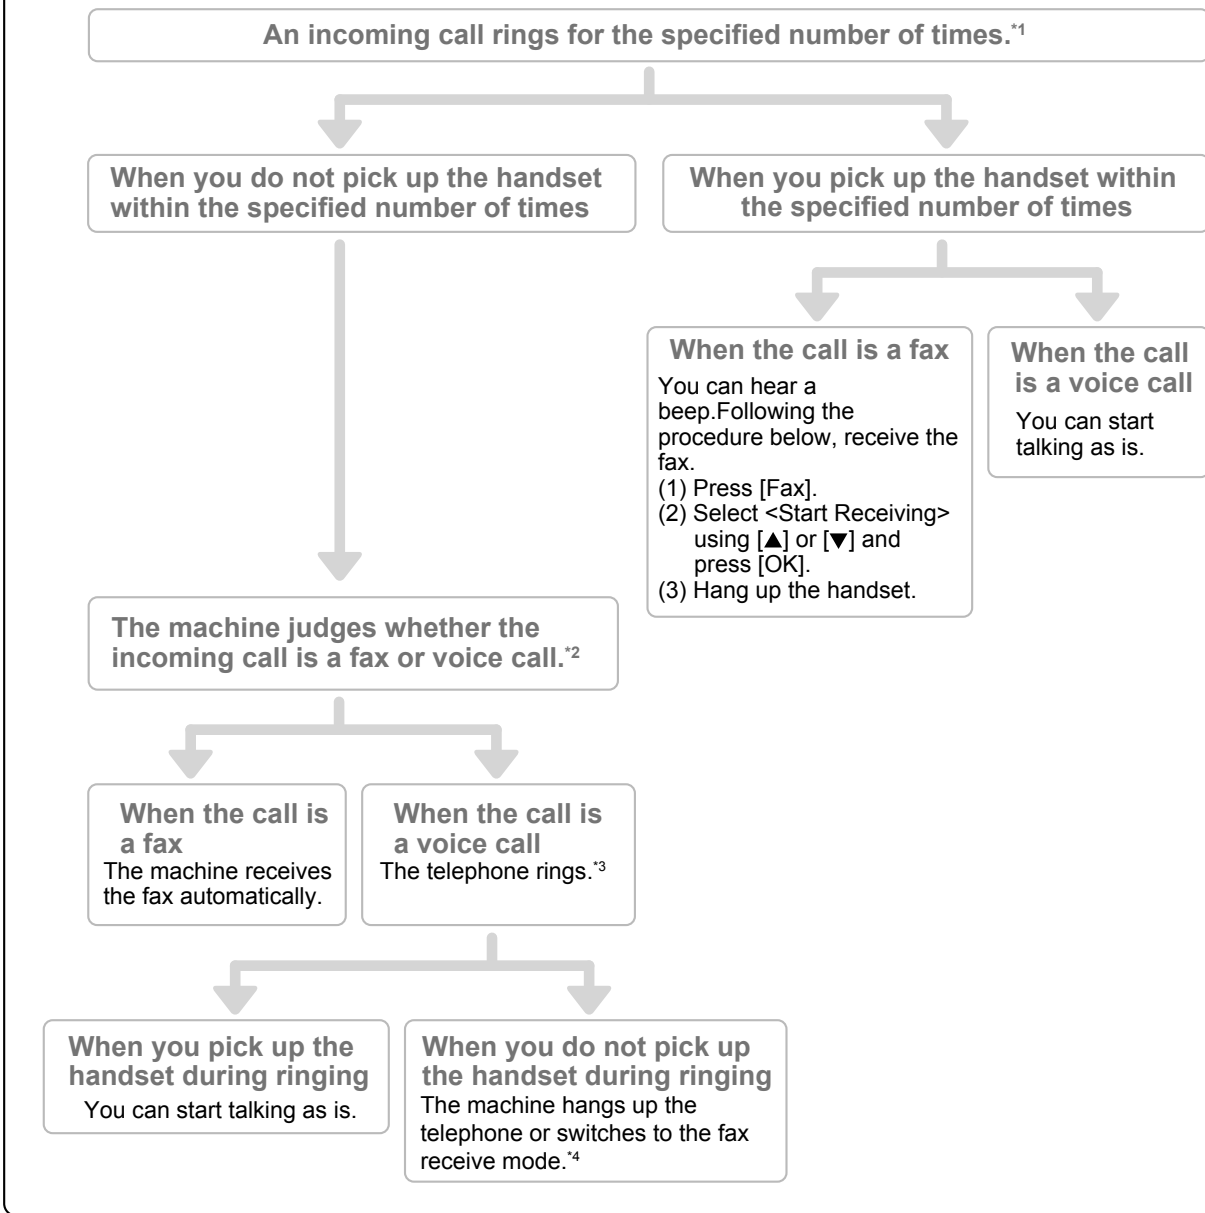 An incoming call rings for the specified number of times.*1
When you do not pick up the handset
within the specified number of times
When you pick up the handset within
the specified number of times
When the call is a fax
You can hear a
beep.Following the
procedure below, receive the
fax.
(1) Press [Fax].
(2) Select <Start Receiving>
using [▲] or [▼] and
press [OK].
(3) Hang up the handset.
When the call
is a voice call
You can start
talking as is.
The machine judges whether the
incoming call is a fax or voice call.*2
When the call is
a fax
The machine receives
the fax automatically.
When the call is
a voice call
The telephone rings.*3
When you pick up the
handset during ringing
You can start talking as is.
When you do not pick up
the handset during ringing
The machine hangs up the
telephone or switches to the fax
receive mode.*4